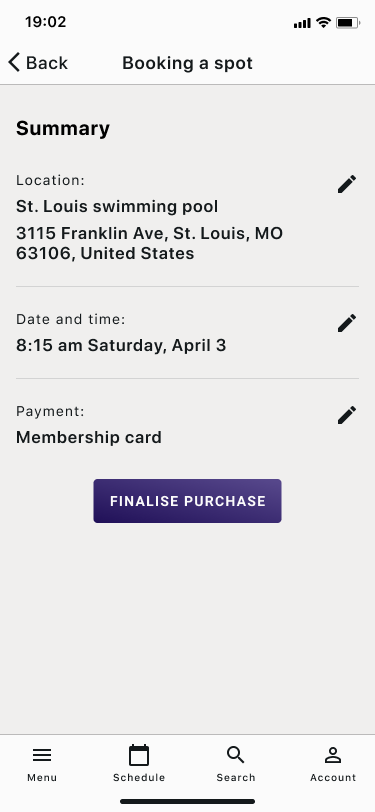 19:02
Back
Booking a spot
Summary
Location:
St. Louis swimming pool
3115 Franklin Ave, St. Louis, MO
63106, United States
Date and time:
8:15 am Saturday, April 3
Payment:
Membership card
FINALISE PURCHASE
Menu
Schedule
Search
Account